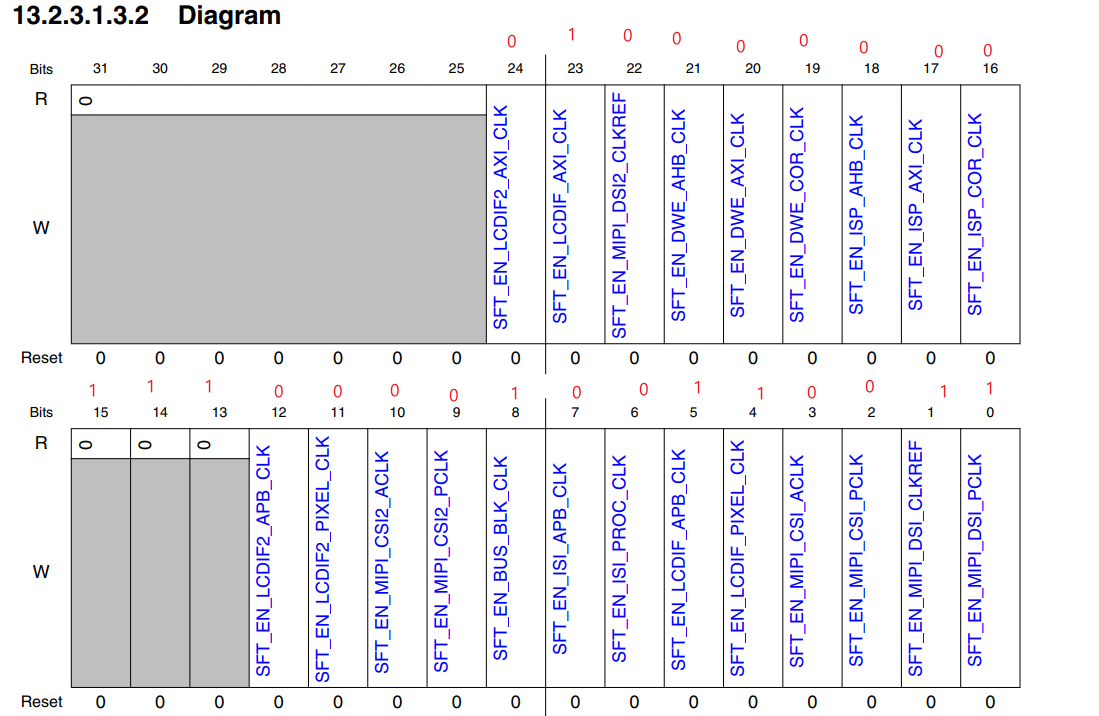 13.2.3.1.3.2 Diagram
0 1 0 0 0 0 0 0 0
Bits 31 30 29 28 27 26 25 24 23 22 21 20 19 18 17 16
R 0
W
SFT_EN_LCDIF2_AXI_CLK
SFT_EN_LCDIF_AXI_CLK
SFT_EN_MIPI_DSI2_CLKREF
SFT_EN_DWE_AHB_CLK
SFT_EN_DWE_AXI_CLK
SFT_EN_DWE_COR_CLK
SFT_EN_ISP_AHB_CLK
SFT_EN_ISP_AXI_CLK
SFT_EN_ISP_COR_CLK
Reset 0 0 0 0 0 0 0 0 0 0 0 0 0 0 0 0
1 1 1 0 0 0 0 1 0 0 1 1 0 0 1 1
Bits 15 14 13 12 11 10 9 8 7 6 5 4 3 2 1 0
R 0 0 0
W
SFT_EN_LCDIF2_APB_CLK
SFT_EN_LCDIF2_PIXEL_CLK
SFT_EN_MIPI_CSI2_ACLK
SFT_EN_MIPI_CSI2_PCLK
SFT_EN_BUS_BLK_CLK
SFT_EN_ISI_APB_CLK
SFT_EN_ISI_PROC_CLK
SFT_EN_LCDIF_APB_CLK
SFT_EN_LCDIF_PIXEL_CLK
SFT_EN_MIPI_CSI_ACLK
SFT_EN_MIPI_CSI_PCLK
SFT_EN_MIPI_DSI_CLKREF
SFT_EN_MIPI_DSI_PCLK
Reset 0 0 0 0 0 0 0 0 0 0 0 0 0 0 0 0